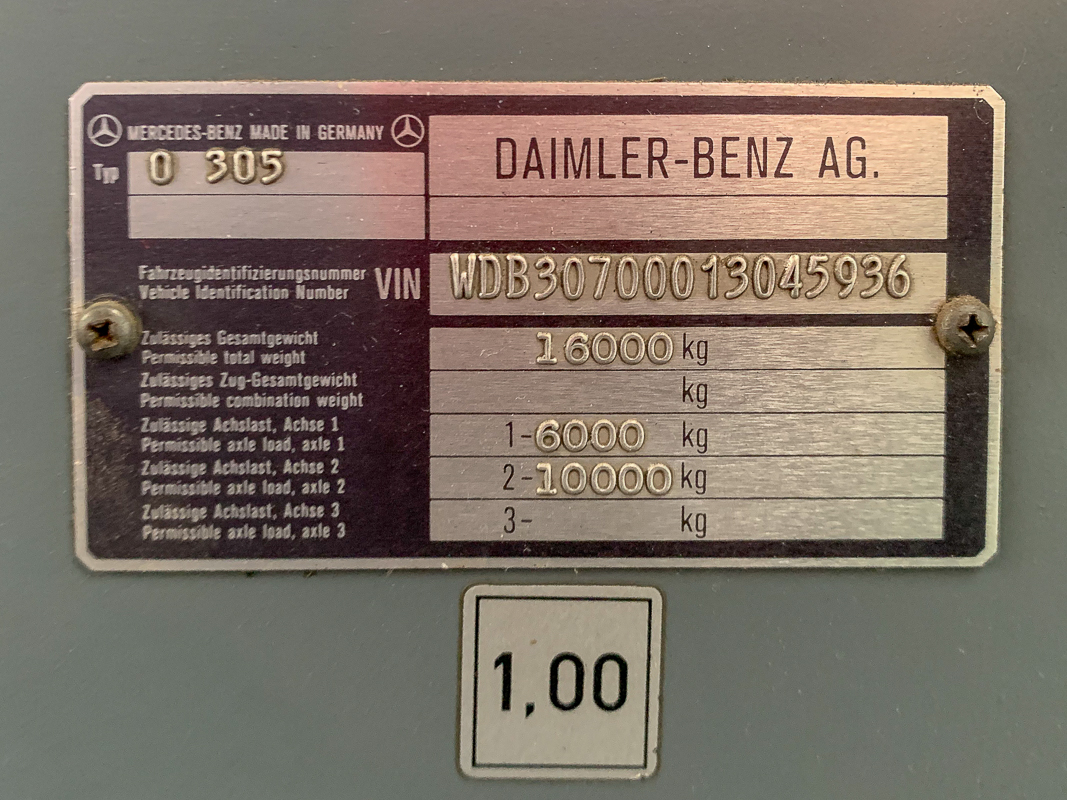 MERCEDES-BENZ MADE IN GERMANY
Typ O 305
DAIMLER-BENZ AG.
Fahrzeugidentifizierungsnummer
Vehicle Identification Number
VIN WDB30700013045936
Zulässiges Gesamtgewicht
Permissible total weight
16000 kg
Zulässiges Zug-Gesamtgewicht
Permissible combination weight
kg
Zulässige Achslast, Achse 1
Permissible axle load, axle 1
1-6000 kg
Zulässige Achslast, Achse 2
Permissible axle load, axle 2
2-10000 kg
Zulässige Achslast, Achse 3
Permissible axle load, axle 3
3- kg
1,00